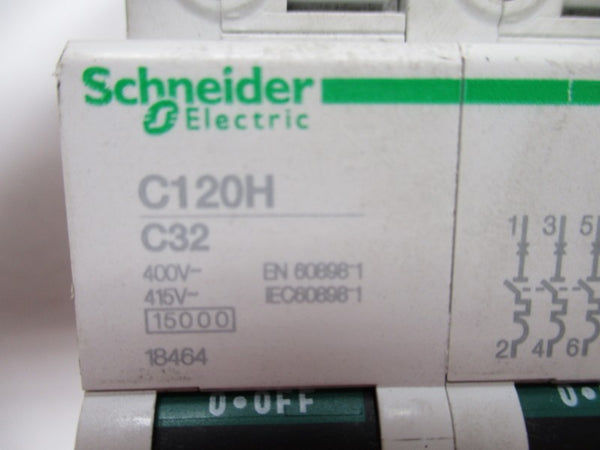 Schneider
Electric
C120H
C32
400V~ EN 60898-1
415V~ IEC60898-1
15000
18464
1 3 5
2 4 6
O•OFF